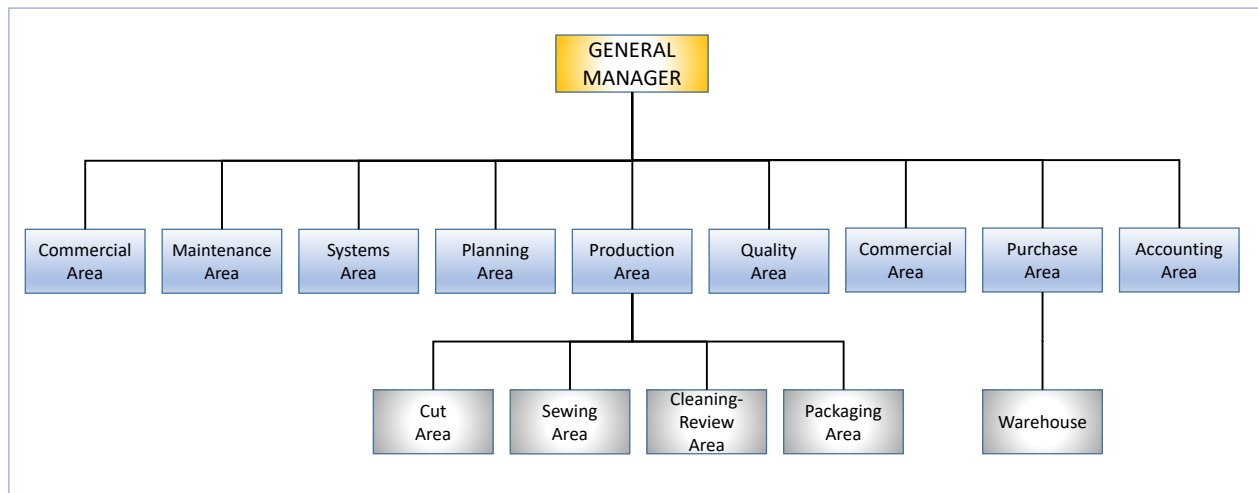 GENERAL
MANAGER
Commercial
Area
Maintenance
Area
Systems
Area
Planning
Area
Production
Area
Quality
Area
Commercial
Area
Purchase
Area
Accounting
Area
Cut
Area
Sewing
Area
Cleaning-
Review
Area
Packaging
Area
Warehouse